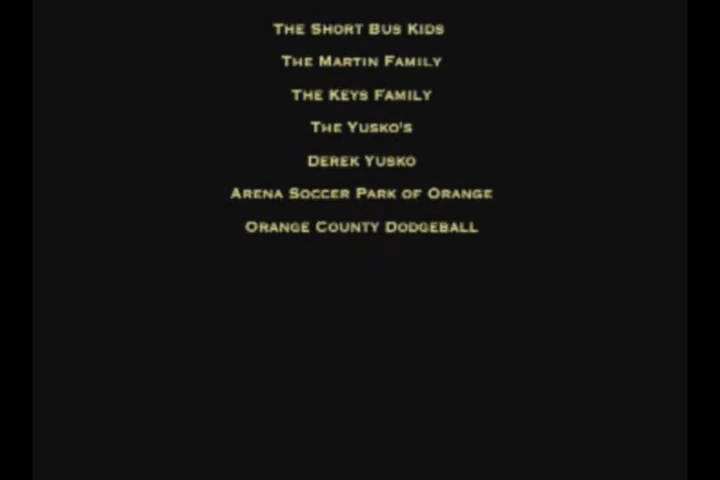 The Short Bus Kids
The Martin Family
The Keys Family
The Yusko's
Derek Yusko
Arena Soccer Park of Orange
Orange County Dodgeball